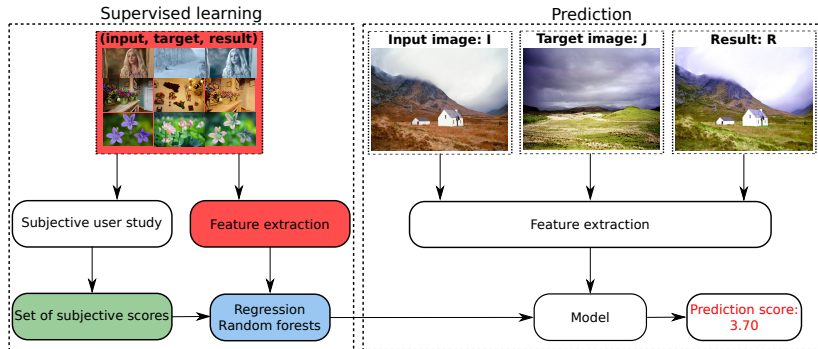 Supervised learning
Prediction
(input, target, result)
Input image: I
Target image: J
Result: R
Subjective user study
Feature extraction
Feature extraction
Set of subjective scores
Regression
Random forests
Model
Prediction score:
3.70